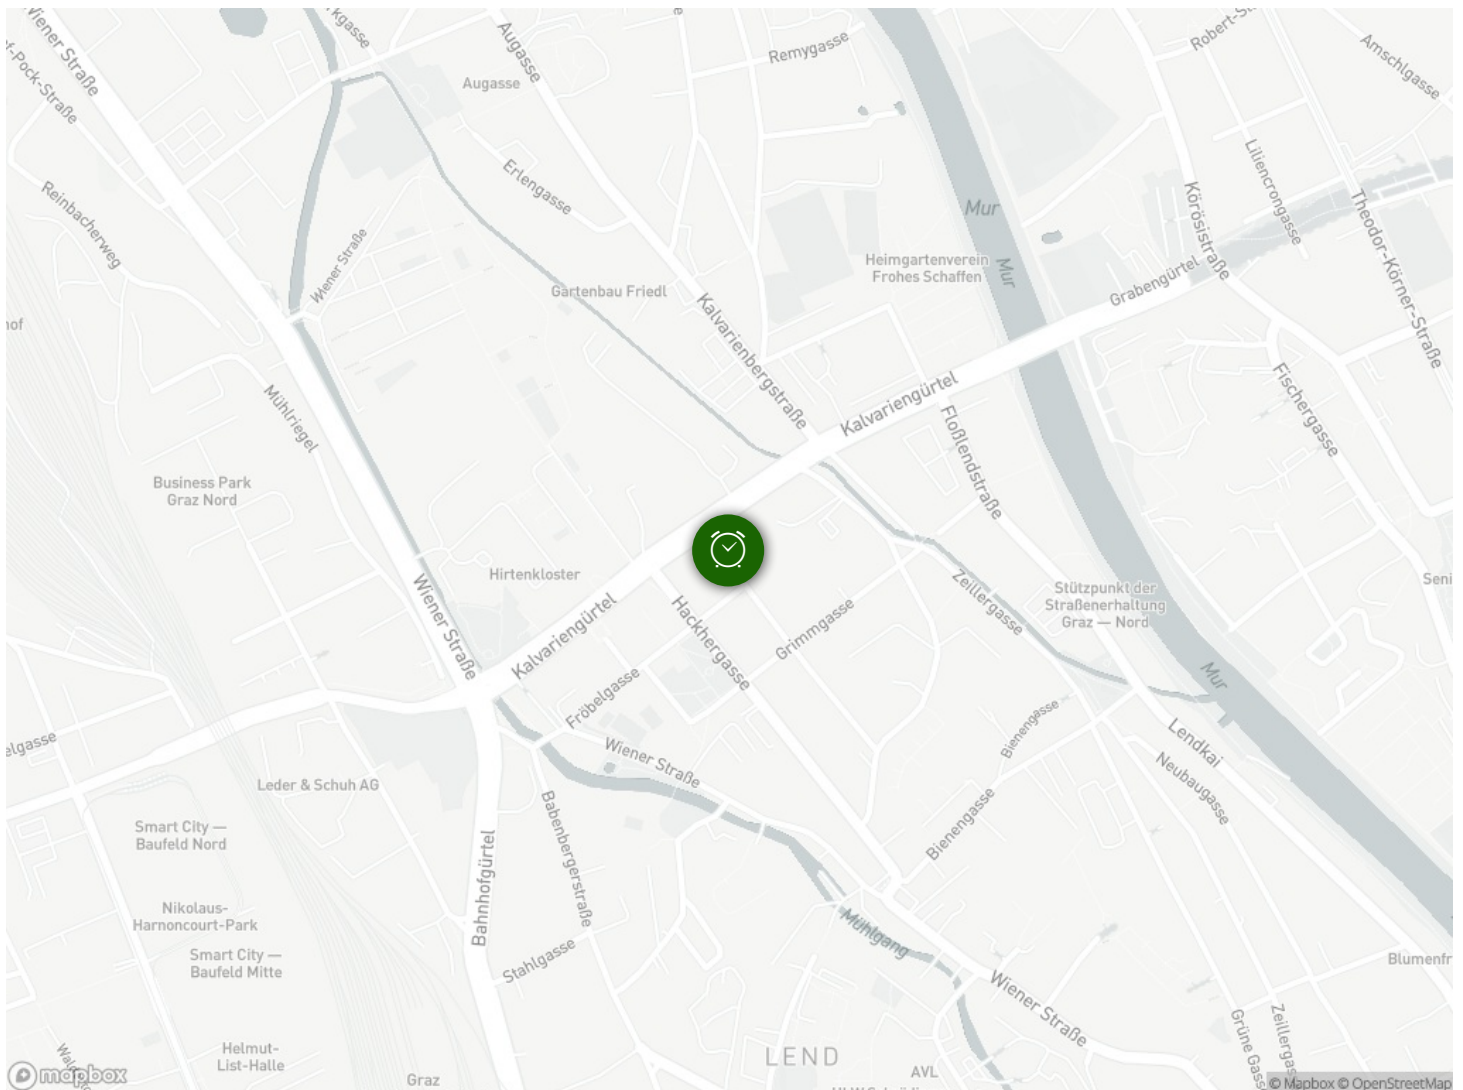 Wiener Straße
Augasse
Remygasse
Amschlgasse
Augasse
Erlengasse
Liliencrongasse
Reinbacherweg
Körösistraße
Theodor-Körner-Straße
Mur
Wiener Straße
Heimgartenverein
Frohes Schaffen
Mur
Grabengürtel
Gartenbau Friedl
Kalvarienbergstraße
Mühlriegel
Kalvariengürtel
Fischergasse
Floßlendstraße
Business Park
Graz Nord
Hirtenkloster
Wiener Straße
Kalvariengürtel
Hackhergasse
Grimmgasse
Zeillergasse
Stützpunkt der
Straßenerhaltung
Graz — Nord
Mur
Fröbelgasse
Bienengasse
Lendkai
Wiener Straße
Neubaugasse
Leder & Schuh AG
Babenbergerstraße
Bienengasse
Smart City —
Baufeld Nord
Bahnhofgürtel
Nikolaus-
Harnoncourt-Park
Mühlgang
Smart City —
Baufeld Mitte
Stahlgasse
Wiener Straße
Helmut-
List-Halle
LEND
AVL
Graz
mapbox
© Mapbox © OpenStreetMap